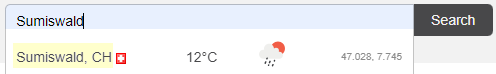 Sumiswald Search
Sumiswald, CH 12°C 47.028, 7.745